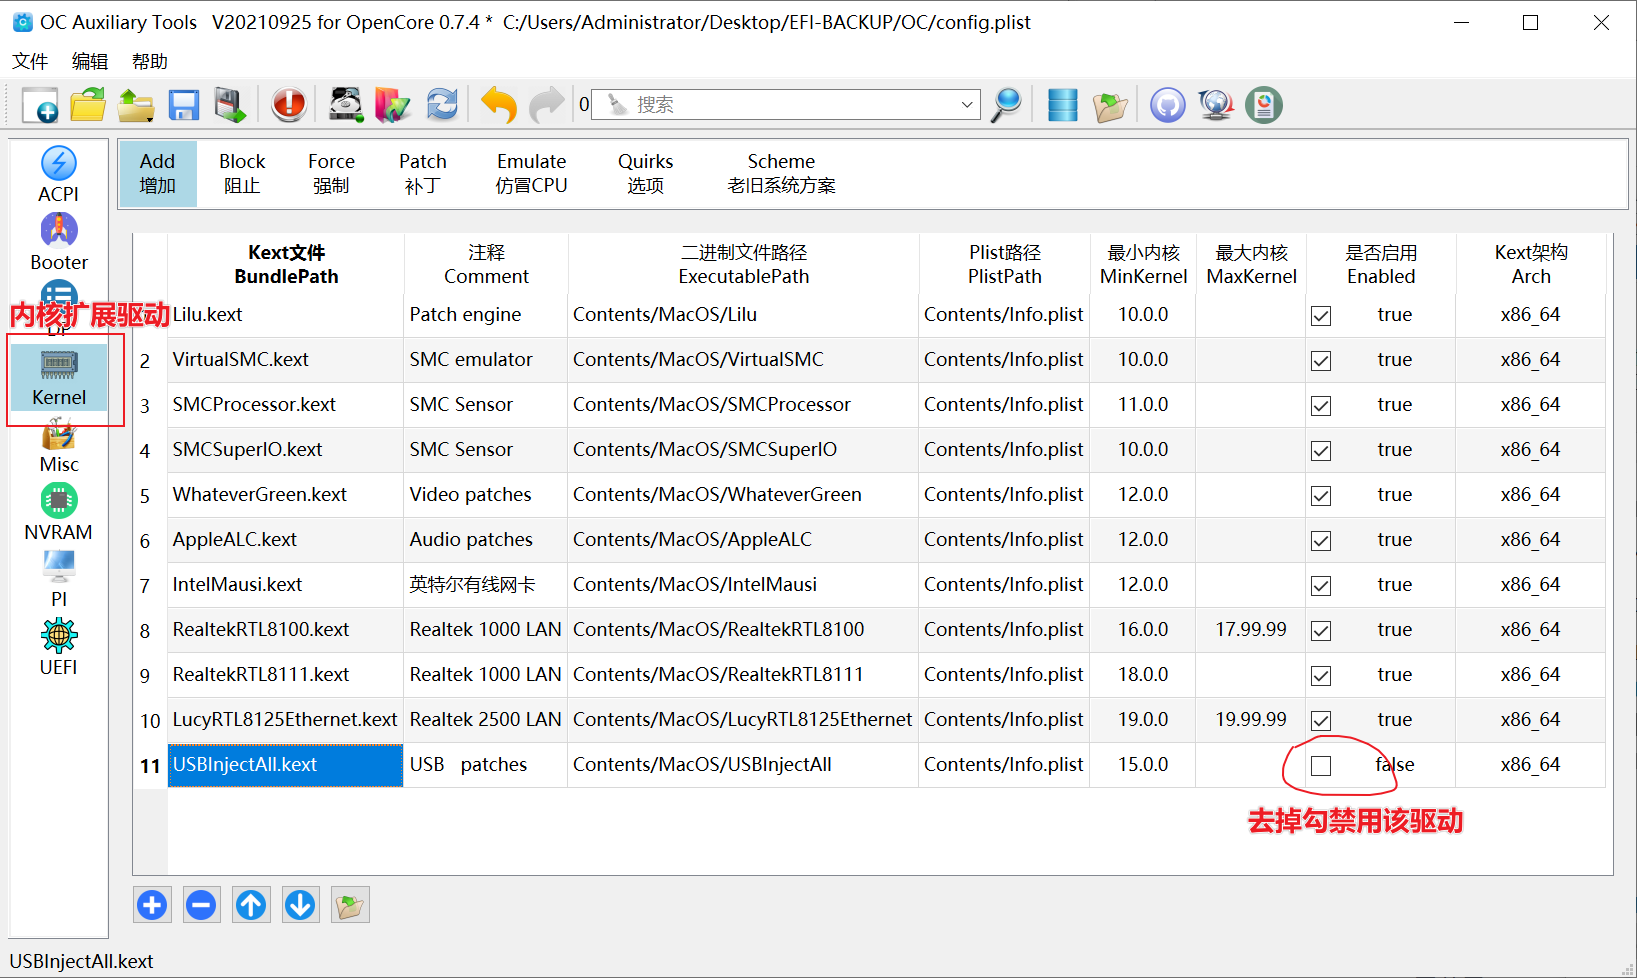 OC Auxiliary Tools   V20210925 for OpenCore 0.7.4 *  C:/Users/Administrator/Desktop/EFI-BACKUP/OC/config.plist
文件 编辑 帮助
0 搜索
ACPI
Booter
DP
内核扩展驱动
Kernel
Misc
NVRAM
PI
UEFI
Add Block Force Patch Emulate Quirks Scheme
增加 阻止 强制 补丁 仿冒CPU 选项 老旧系统方案
Kext文件 注释 二进制文件路径 Plist路径 最小内核 最大内核 是否启用 Kext架构
BundlePath Comment ExecutablePath PlistPath MinKernel MaxKernel Enabled Arch
Lilu.kext Patch engine Contents/MacOS/Lilu Contents/Info.plist 10.0.0 true x86_64
2 VirtualSMC.kext SMC emulator Contents/MacOS/VirtualSMC Contents/Info.plist 10.0.0 true x86_64
3 SMCProcessor.kext SMC Sensor Contents/MacOS/SMCProcessor Contents/Info.plist 11.0.0 true x86_64
4 SMCSuperIO.kext SMC Sensor Contents/MacOS/SMCSuperIO Contents/Info.plist 10.0.0 true x86_64
5 WhateverGreen.kext Video patches Contents/MacOS/WhateverGreen Contents/Info.plist 12.0.0 true x86_64
6 AppleALC.kext Audio patches Contents/MacOS/AppleALC Contents/Info.plist 12.0.0 true x86_64
7 IntelMausi.kext 英特尔有线网卡 Contents/MacOS/IntelMausi Contents/Info.plist 12.0.0 true x86_64
8 RealtekRTL8100.kext Realtek 1000 LAN Contents/MacOS/RealtekRTL8100 Contents/Info.plist 16.0.0 17.99.99 true x86_64
9 RealtekRTL8111.kext Realtek 1000 LAN Contents/MacOS/RealtekRTL8111 Contents/Info.plist 18.0.0 true x86_64
10 LucyRTL8125Ethernet.kext Realtek 2500 LAN Contents/MacOS/LucyRTL8125Ethernet Contents/Info.plist 19.0.0 19.99.99 true x86_64
11 USBInjectAll.kext USB   patches Contents/MacOS/USBInjectAll Contents/Info.plist 15.0.0 false x86_64
去掉勾禁用该驱动
USBInjectAll.kext